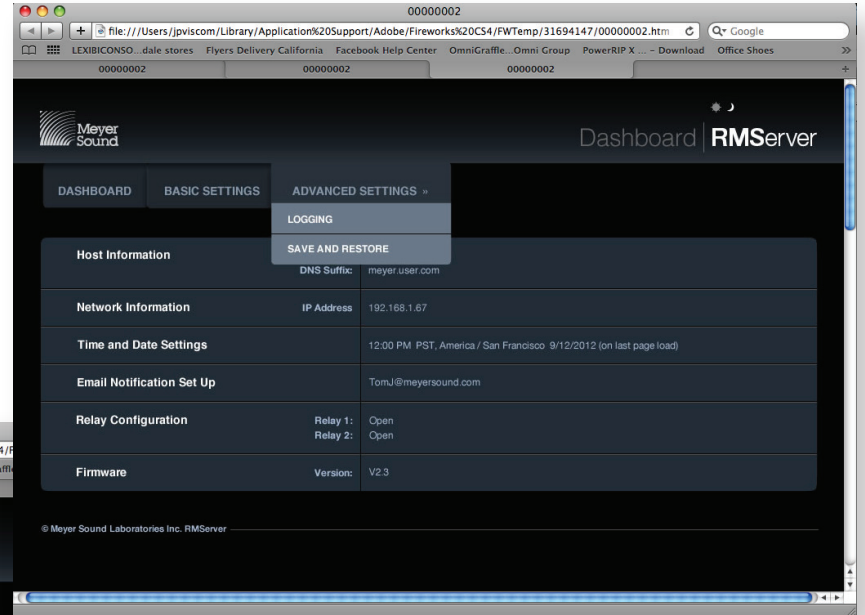 00000002
file:///Users/jpviscom/Library/Application%20Support/Adobe/Fireworks%20CS4/FWTemp/31694147/00000002.htm
Google
LEXIBICONSO...dale stores Flyers Delivery California Facebook Help Center OmniGraffle...Omni Group PowerRIP X ... – Download Office Shoes
00000002 00000002 00000002
Meyer
Sound
Dashboard RMServer
DASHBOARD BASIC SETTINGS ADVANCED SETTINGS »
LOGGING
SAVE AND RESTORE
Host Information
DNS Suffix: meyer.user.com
Network Information IP Address 192.168.1.67
Time and Date Settings 12:00 PM PST, America / San Francisco 9/12/2012 (on last page load)
Email Notification Set Up TomJ@meyersound.com
Relay Configuration Relay 1: Open
Relay 2: Open
Firmware Version: V2.3
© Meyer Sound Laboratories Inc. RMServer